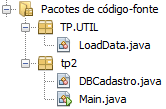 Pacotes de código-fonte
TP.UTIL
LoadData.java
tp2
DBCadastro.java
Main.java